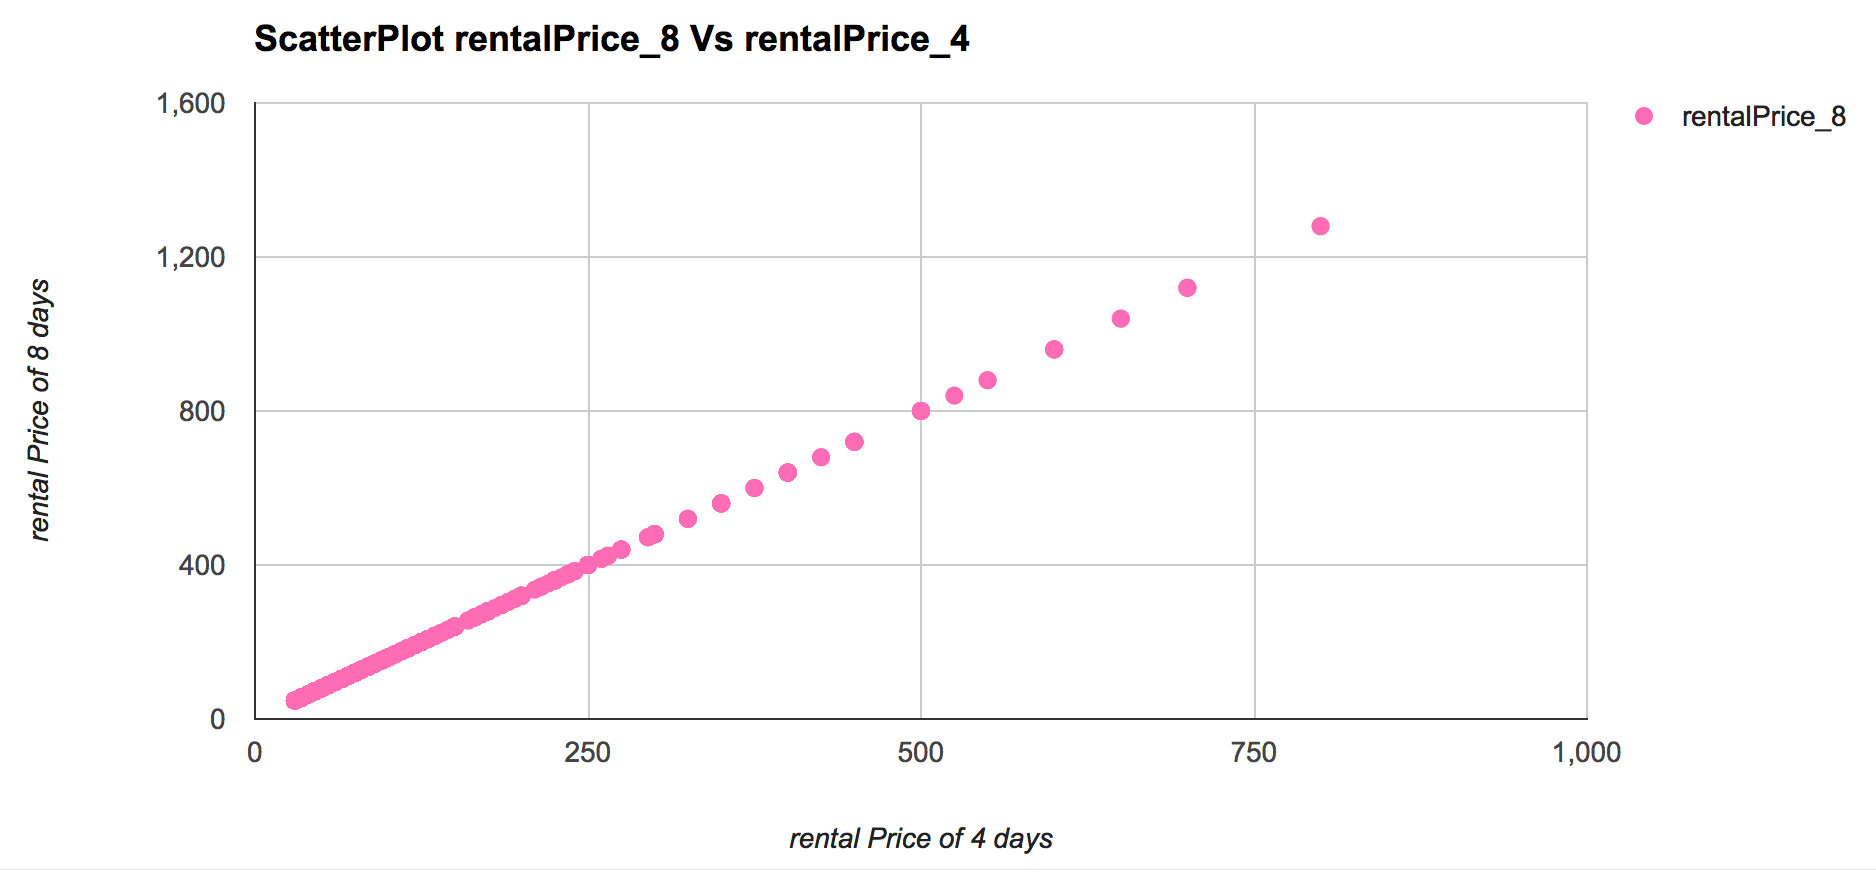 ScatterPlot rentalPrice_8 Vs rentalPrice_4
rentalPrice_8
1,600
1,200
800
400
0
rental Price of 8 days
0 250 500 750 1,000
rental Price of 4 days